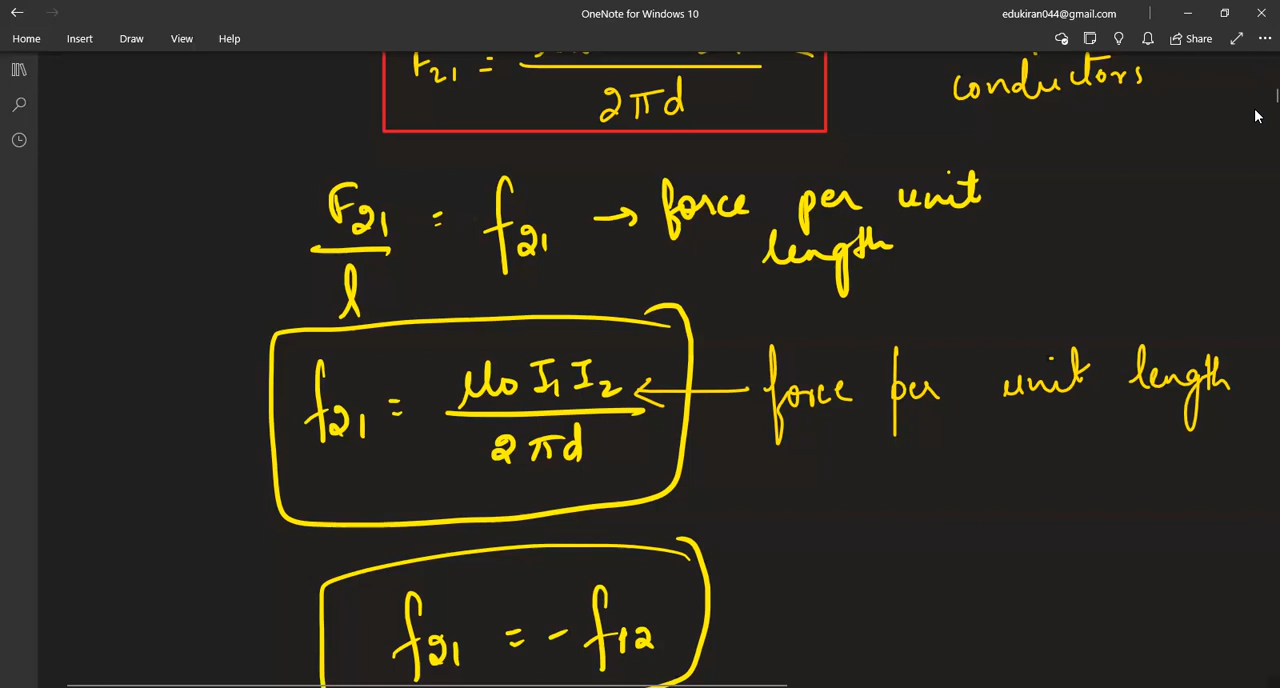 OneNote for Windows 10
edukiran044@gmail.com
Home Insert Draw View Help
Share
F21 =
2πd
conductors
F21 / l = f21 → force per unit
length
f21 = μ0 I1 I2 / 2πd ← force per unit length
f21 = - f12